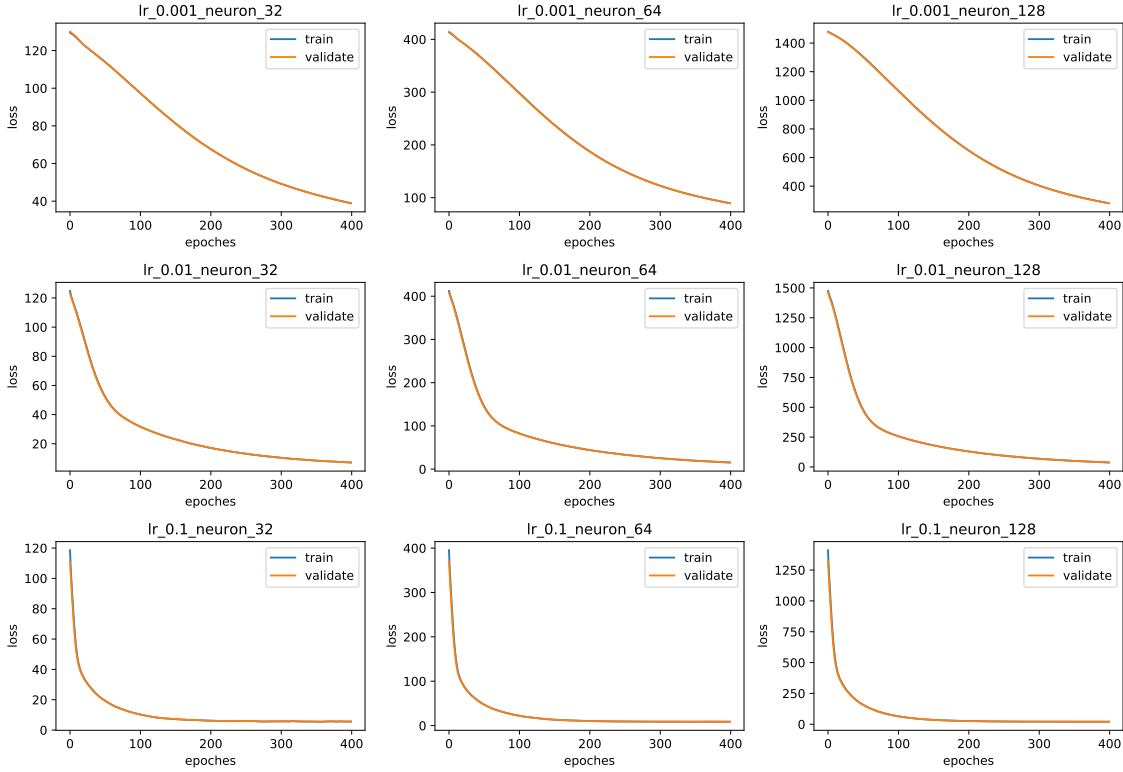 lr_0.001_neuron_32
120
100
80
60
40
loss
0
100
200
300
400
epoches
train
validate
lr_0.001_neuron_64
400
300
200
100
loss
0
100
200
300
400
epoches
train
validate
lr_0.001_neuron_128
1400
1200
1000
800
600
400
loss
0
100
200
300
400
epoches
train
validate
lr_0.01_neuron_32
120
100
80
60
40
20
loss
0
100
200
300
400
epoches
train
validate
lr_0.01_neuron_64
400
300
200
100
0
loss
0
100
200
300
400
epoches
train
validate
lr_0.01_neuron_128
1500
1250
1000
750
500
250
0
loss
0
100
200
300
400
epoches
train
validate
lr_0.1_neuron_32
120
100
80
60
40
20
0
loss
0
100
200
300
400
epoches
train
validate
lr_0.1_neuron_64
400
300
200
100
0
loss
0
100
200
300
400
epoches
train
validate
lr_0.1_neuron_128
1250
1000
750
500
250
0
loss
0
100
200
300
400
epoches
train
validate